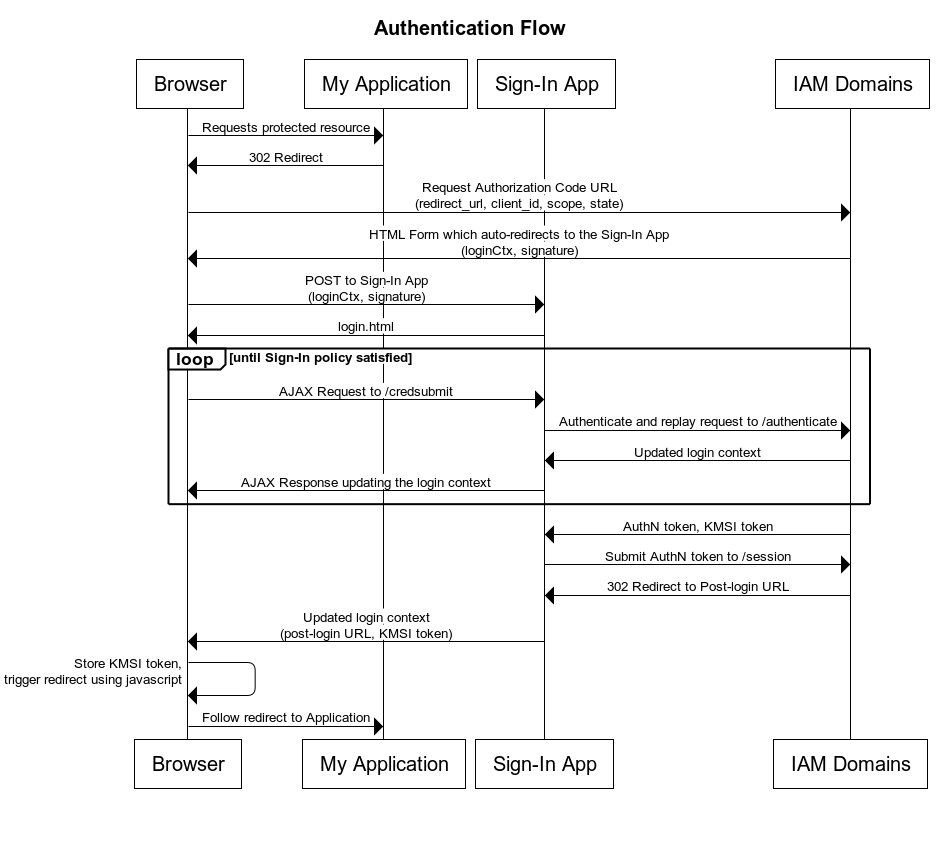 Authentication Flow
Browser
My Application
Sign-In App
IAM Domains
Requests protected resource
302 Redirect
Request Authorization Code URL
(redirect_url, client_id, scope, state)
HTML Form which auto-redirects to the Sign-In App
(loginCtx, signature)
POST to Sign-In App
(loginCtx, signature)
login.html
loop
[until Sign-In policy satisfied]
AJAX Request to /credsubmit
Authenticate and replay request to /authenticate
Updated login context
AJAX Response updating the login context
AuthN token, KMSI token
Submit AuthN token to /session
302 Redirect to Post-login URL
Updated login context
(post-login URL, KMSI token)
Store KMSI token,
trigger redirect using javascript
Follow redirect to Application
Browser
My Application
Sign-In App
IAM Domains